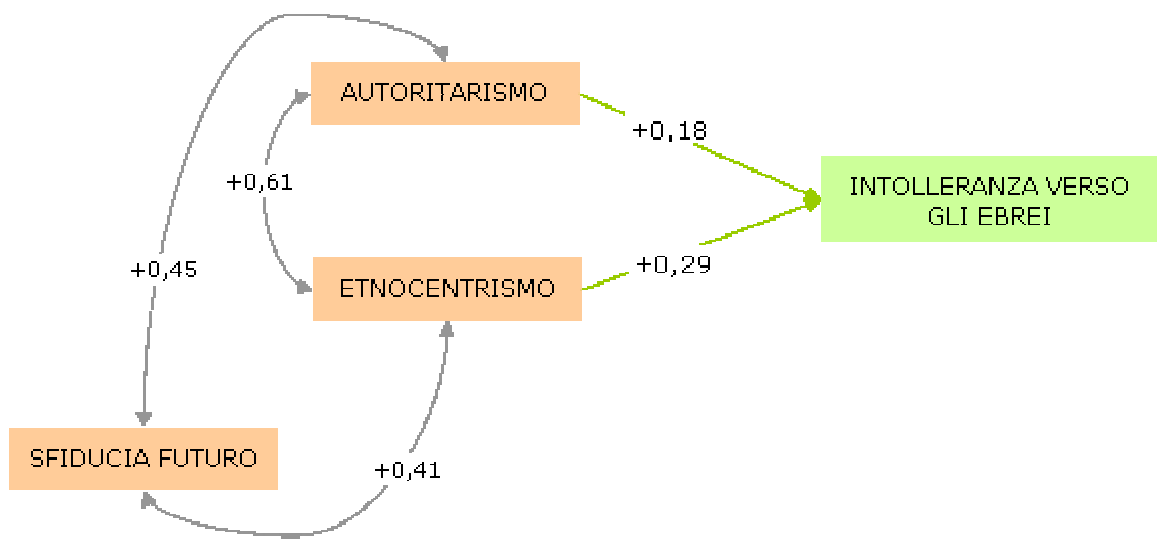 AUTORITARISMO
+0,18
+0,61
INTOLLERANZA VERSO
GLI EBREI
+0,45
+0,29
ETNOCENTRISMO
SFIDUCIA FUTURO
+0,41